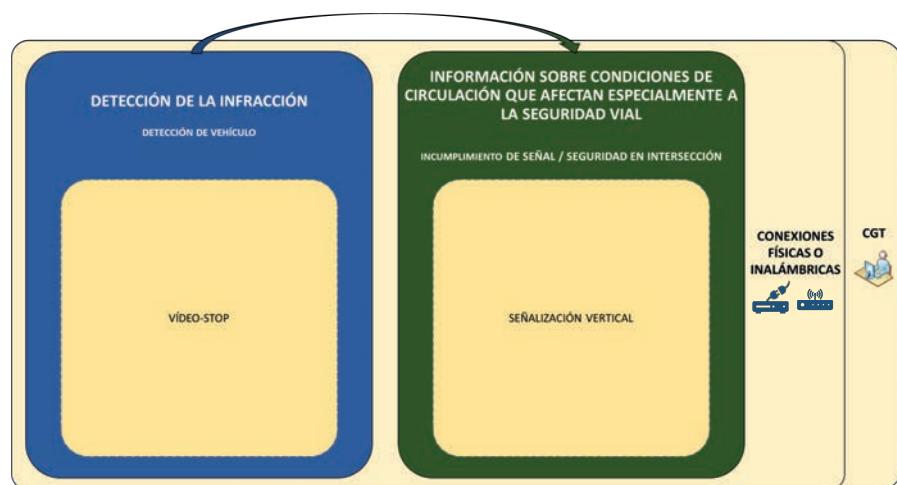 DETECCIÓN DE LA INFRACCIÓN
DETECCIÓN DE VEHÍCULO
VÍDEO-STOP
INFORMACIÓN SOBRE CONDICIONES DE
CIRCULACIÓN QUE AFECTAN ESPECIALMENTE A
LA SEGURIDAD VIAL
INCUMPLIMIENTO DE SEÑAL / SEGURIDAD EN INTERSECCIÓN
SEÑALIZACIÓN VERTICAL
CONEXIONES
FÍSICAS O
INALÁMBRICAS
CGT